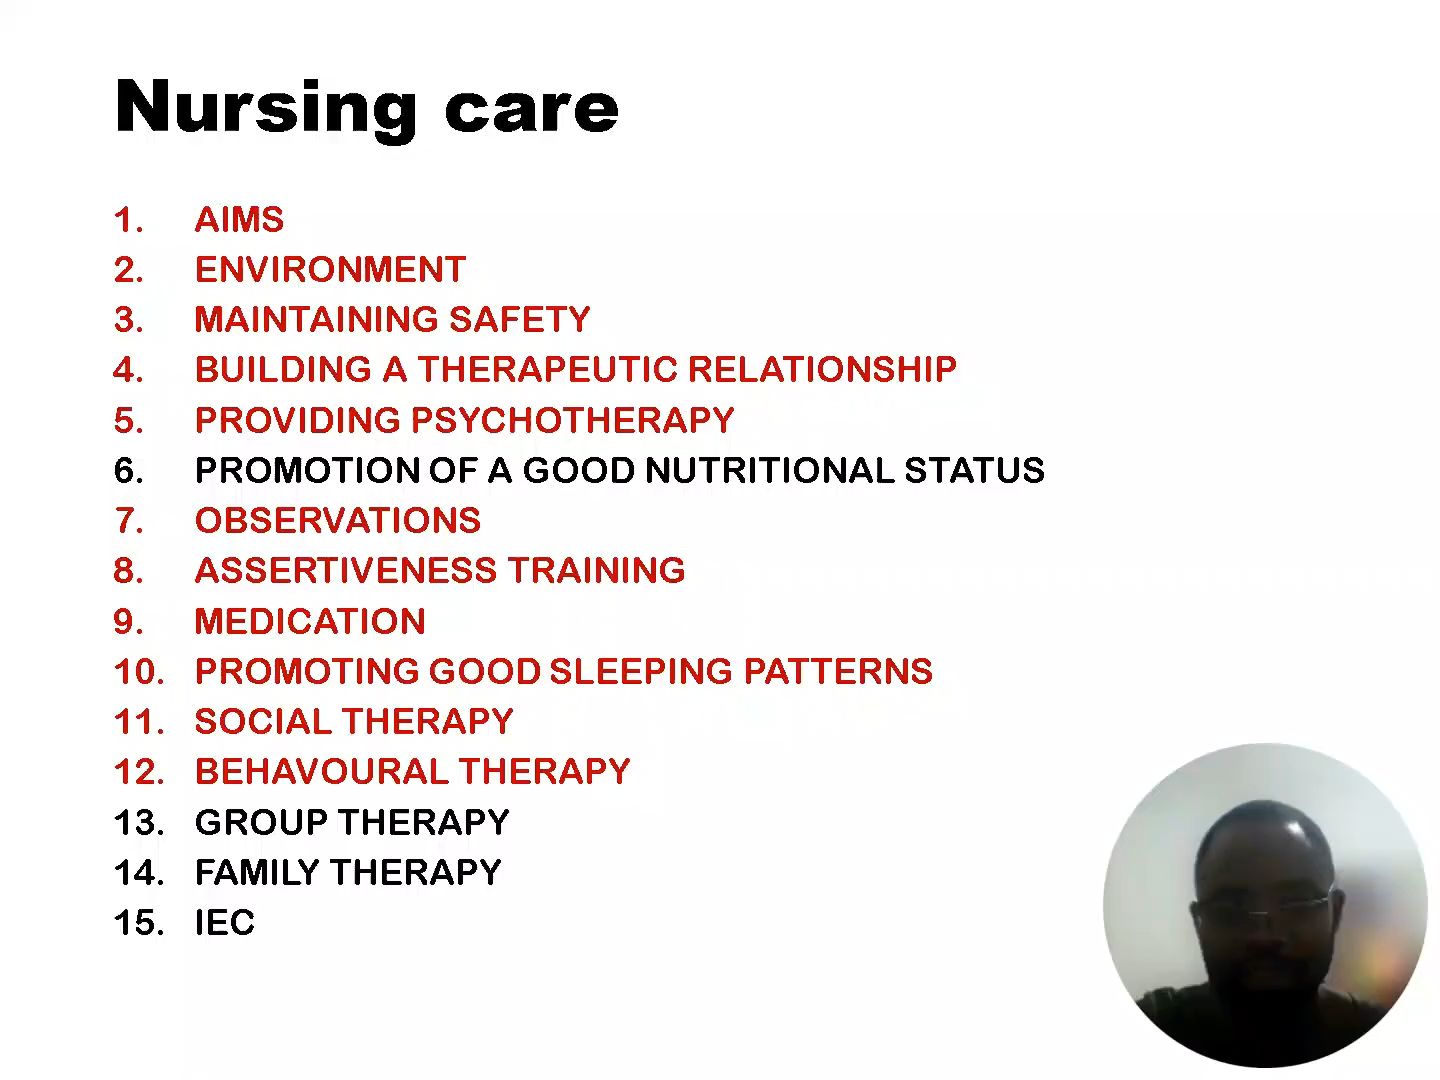 Nursing care
1. AIMS
2. ENVIRONMENT
3. MAINTAINING SAFETY
4. BUILDING A THERAPEUTIC RELATIONSHIP
5. PROVIDING PSYCHOTHERAPY
6. PROMOTION OF A GOOD NUTRITIONAL STATUS
7. OBSERVATIONS
8. ASSERTIVENESS TRAINING
9. MEDICATION
10. PROMOTING GOOD SLEEPING PATTERNS
11. SOCIAL THERAPY
12. BEHAVOURAL THERAPY
13. GROUP THERAPY
14. FAMILY THERAPY
15. IEC